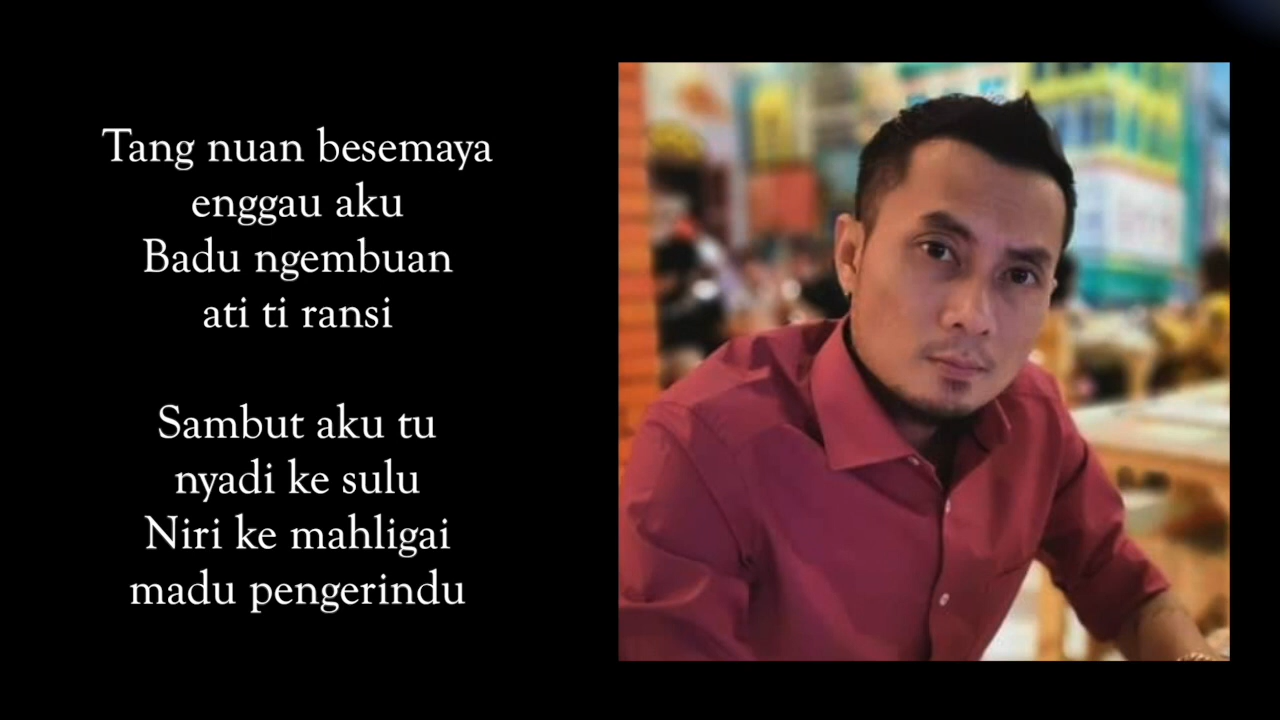 Tang nuan besemaya
enggau aku
Badu ngembuan
ati ti ransi
Sambut aku tu
nyadi ke sulu
Niri ke mahligai
madu pengerindu